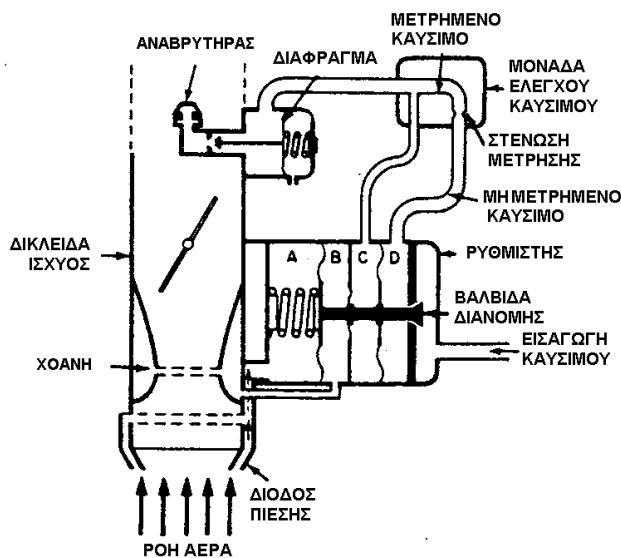 ΜΕΤΡΗΜΕΝΟ
ΚΑΥΣΙΜΟ
ΑΝΑΒΡΥΤΗΡΑΣ
ΔΙΑΦΡΑΓΜΑ
ΜΟΝΑΔΑ
ΕΛΕΓΧΟΥ
ΚΑΥΣΙΜΟΥ
ΣΤΕΝΩΣΗ
ΜΕΤΡΗΣΗΣ
ΜΗ ΜΕΤΡΗΜΕΝΟ
ΚΑΥΣΙΜΟ
ΔΙΚΛΕΙΔΑ
ΙΣΧΥΟΣ
A B C D
ΡΥΘΜΙΣΤΗΣ
ΒΑΛΒΙΔΑ
ΔΙΑΝΟΜΗΣ
ΕΙΣΑΓΩΓΗ
ΚΑΥΣΙΜΟΥ
ΧΟΑΝΗ
ΔΙΟΔΟΣ
ΠΙΕΣΗΣ
ΡΟΗ ΑΕΡΑ